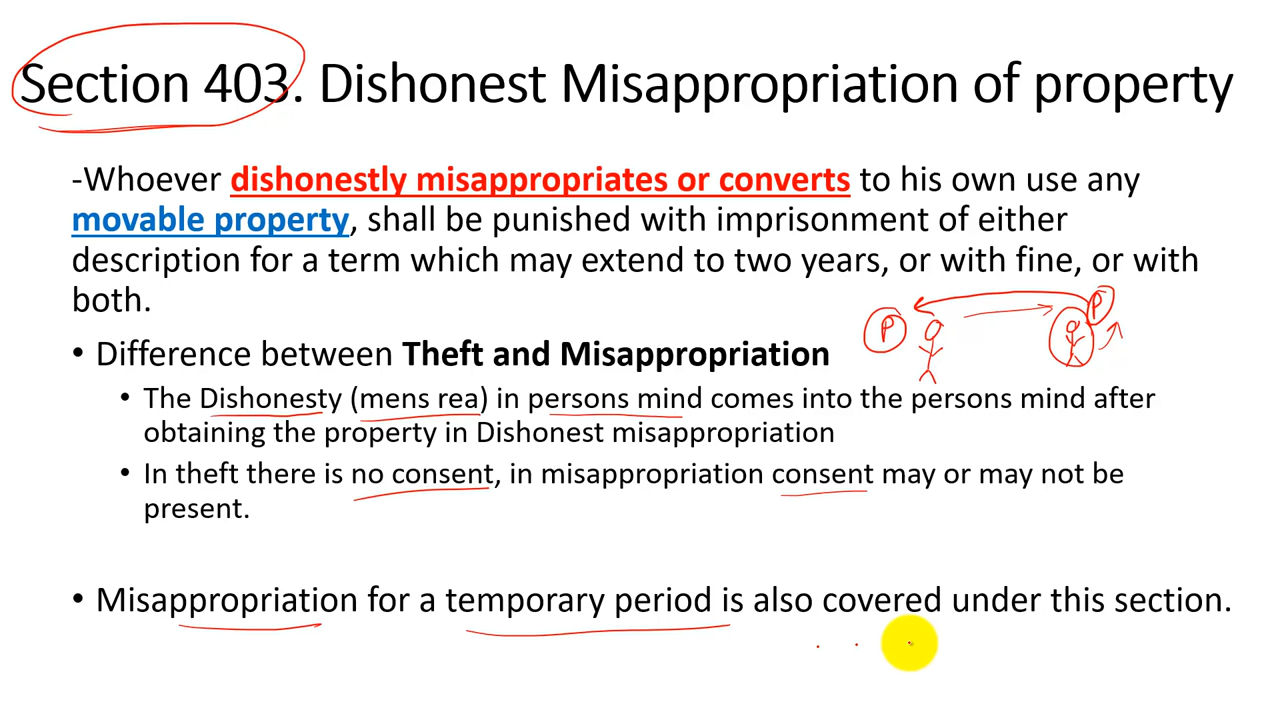 Section 403. Dishonest Misappropriation of property
-Whoever dishonestly misappropriates or converts to his own use any
movable property, shall be punished with imprisonment of either
description for a term which may extend to two years, or with fine, or with
both.
P
P
• Difference between Theft and Misappropriation
• The Dishonesty (mens rea) in persons mind comes into the persons mind after
obtaining the property in Dishonest misappropriation
• In theft there is no consent, in misappropriation consent may or may not be
present.
• Misappropriation for a temporary period is also covered under this section.